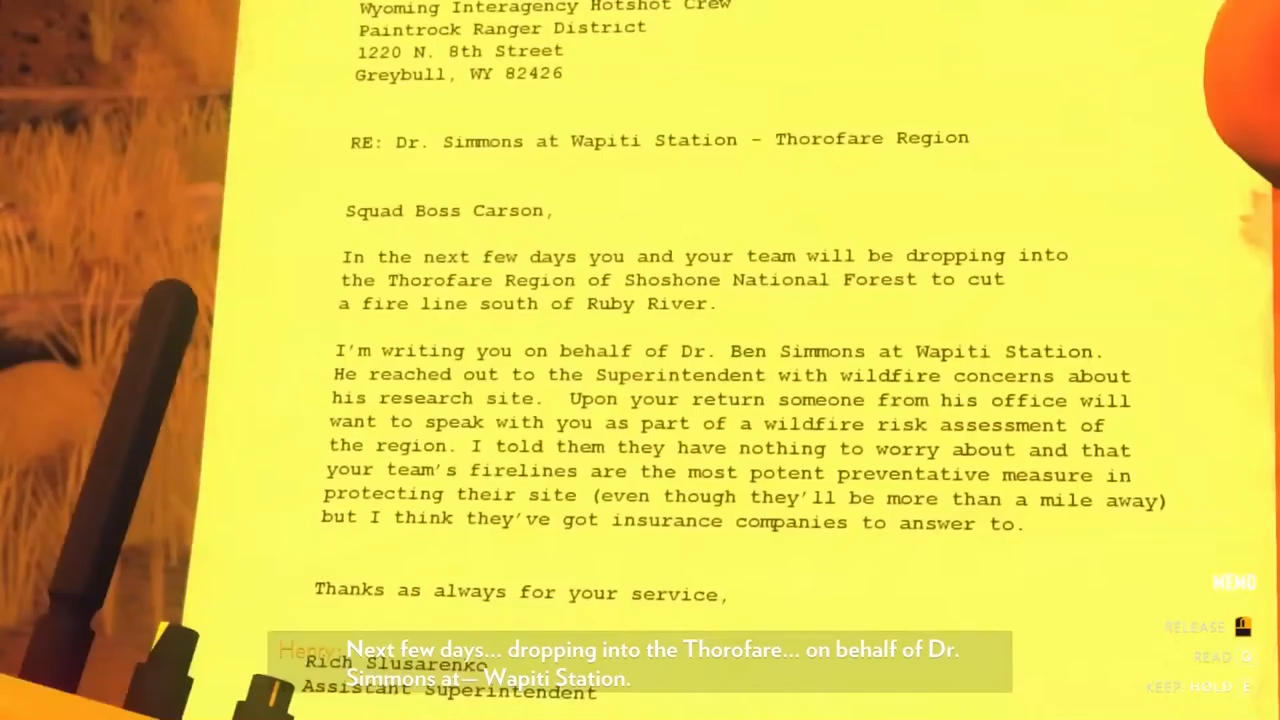 Wyoming Interagency Hotshot Crew
Paintrock Ranger District
1220 N. 8th Street
Greybull, WY 82426
RE: Dr. Simmons at Wapiti Station - Thorofare Region
Squad Boss Carson,
In the next few days you and your team will be dropping into
the Thorofare Region of Shoshone National Forest to cut
a fire line south of Ruby River.
I'm writing you on behalf of Dr. Ben Simmons at Wapiti Station.
He reached out to the Superintendent with wildfire concerns about
his research site.  Upon your return someone from his office will
want to speak with you as part of a wildfire risk assessment of
the region. I told them they have nothing to worry about and that
your team's firelines are the most potent preventative measure in
protecting their site (even though they'll be more than a mile away)
but I think they've got insurance companies to answer to.
Thanks as always for your service,
Rich Slusarenko
Assistant Superintendent
Henry: Next few days... dropping into the Thorofare... on behalf of Dr.
Simmons at— Wapiti Station.
MEMO
RELEASE
READ Q
KEEP HOLD E